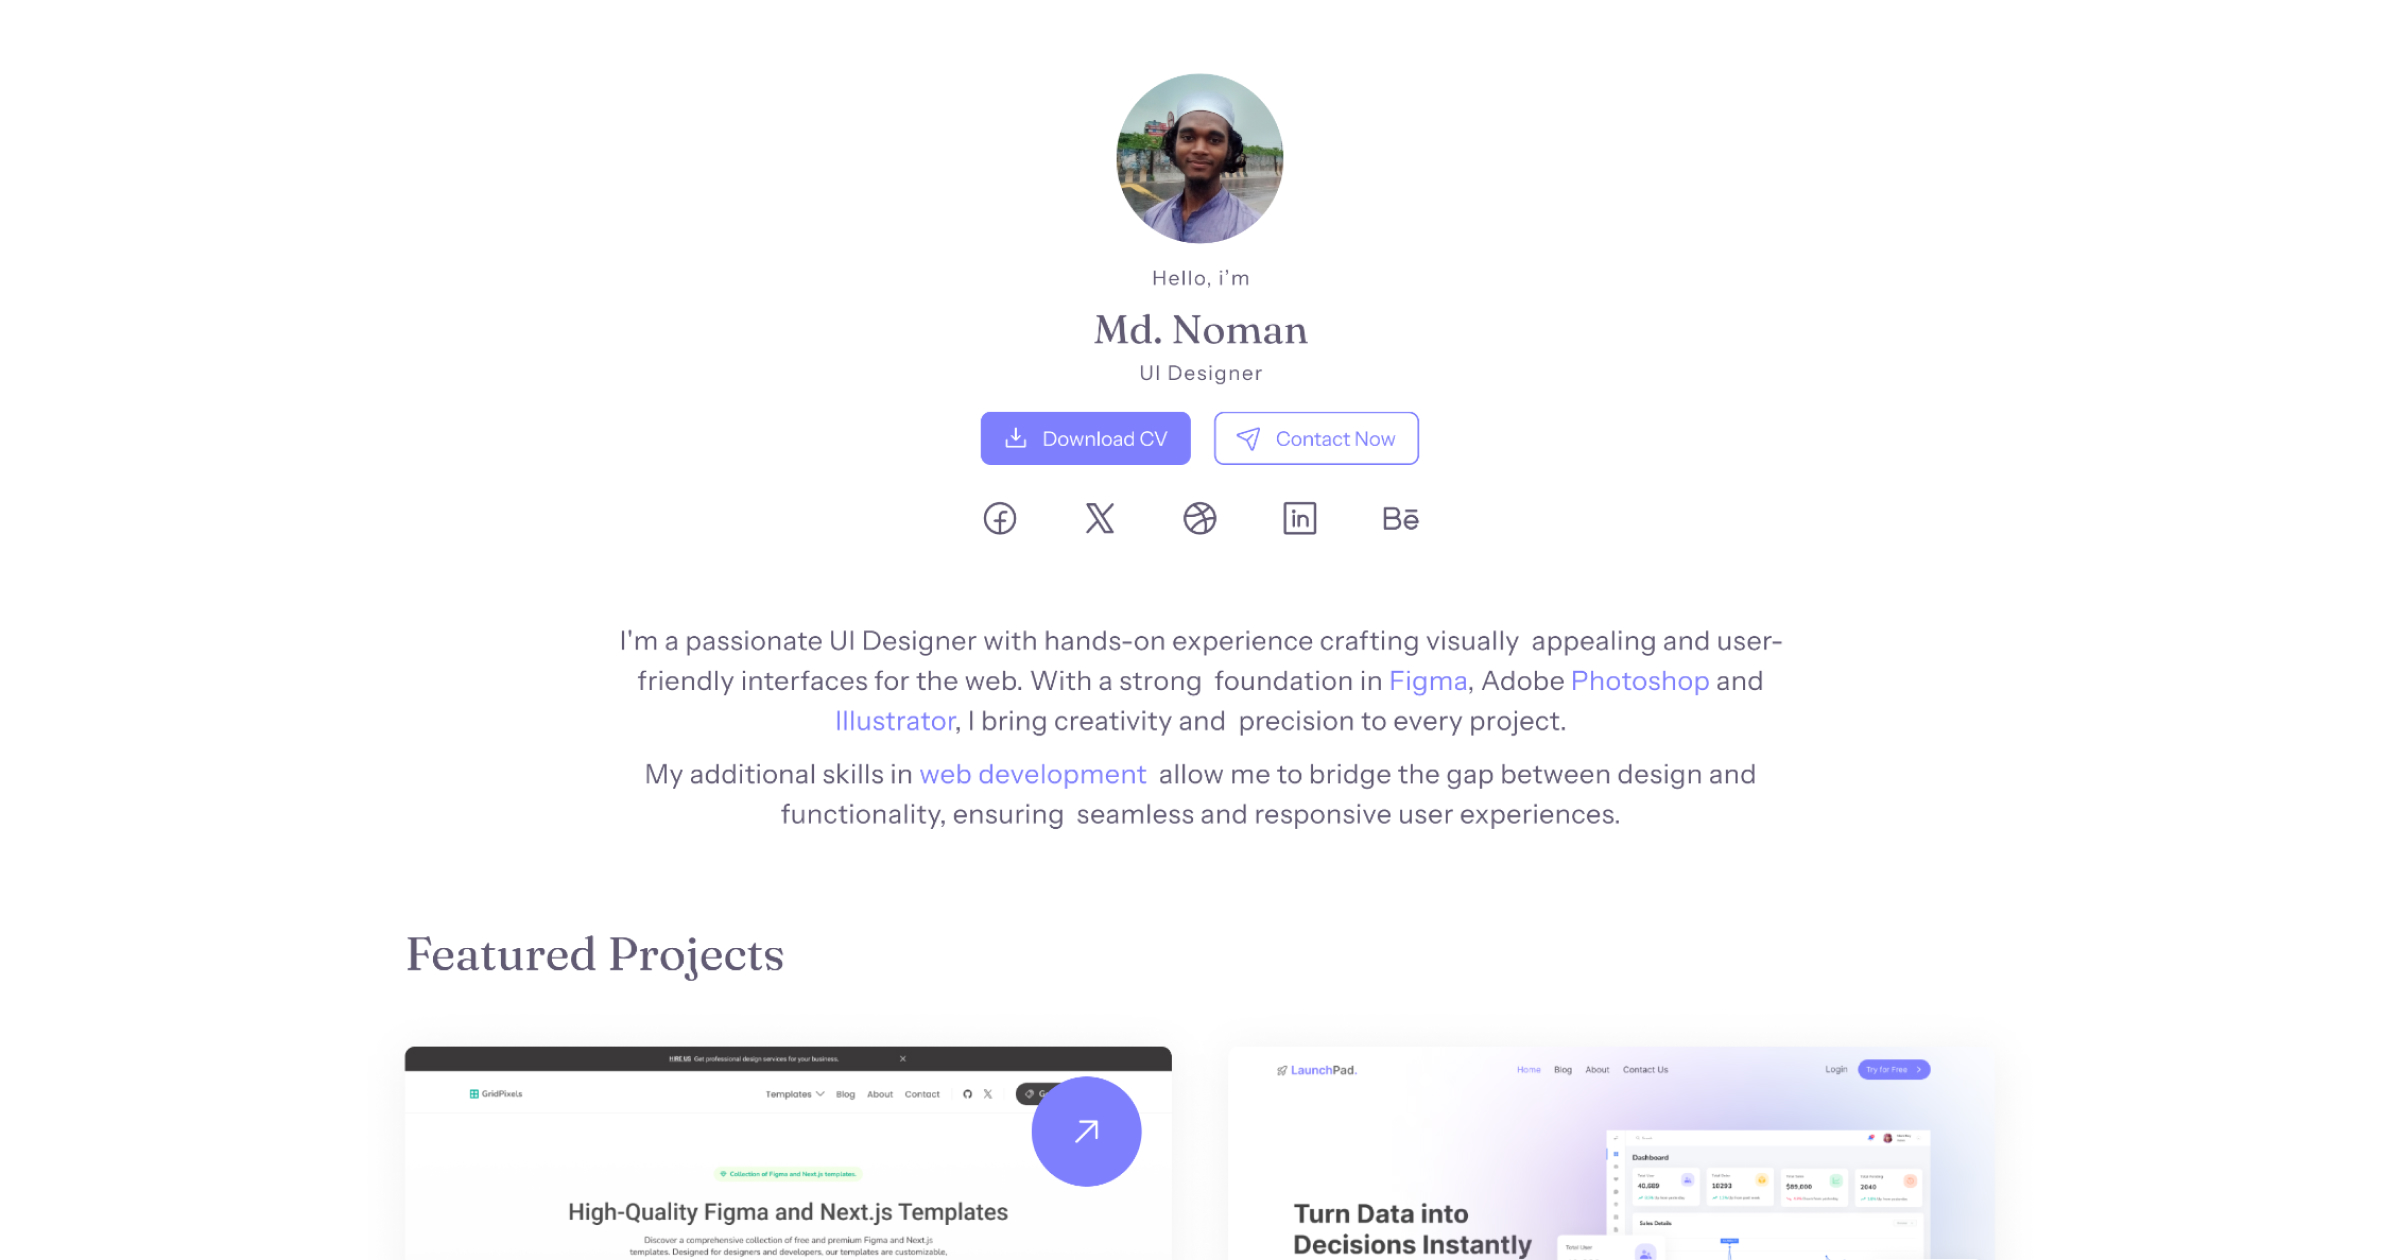 Hello, i'm
Md. Noman
UI Designer
Download CV
Contact Now
in
Bē
I'm a passionate UI Designer with hands-on experience crafting visually appealing and user-
friendly interfaces for the web. With a strong foundation in Figma, Adobe Photoshop and
Illustrator, I bring creativity and precision to every project.
My additional skills in web development allow me to bridge the gap between design and
functionality, ensuring seamless and responsive user experiences.
Featured Projects
HIRE US Get professional design services for your business.
GridPixels
Templates Blog About Contact
G
Collection of Figma and Next.js templates.
High-Quality Figma and Next.js Templates
Discover a comprehensive collection of free and premium Figma and Next.js
templates. Designed for designers and developers, our templates are customizable,
LaunchPad.
Home Blog About Contact Us
Login
Try for Free
Turn Data into
Decisions Instantly
Dashboard
Total User
40,689
10293
$89,000
2040
Sales Details
Total User